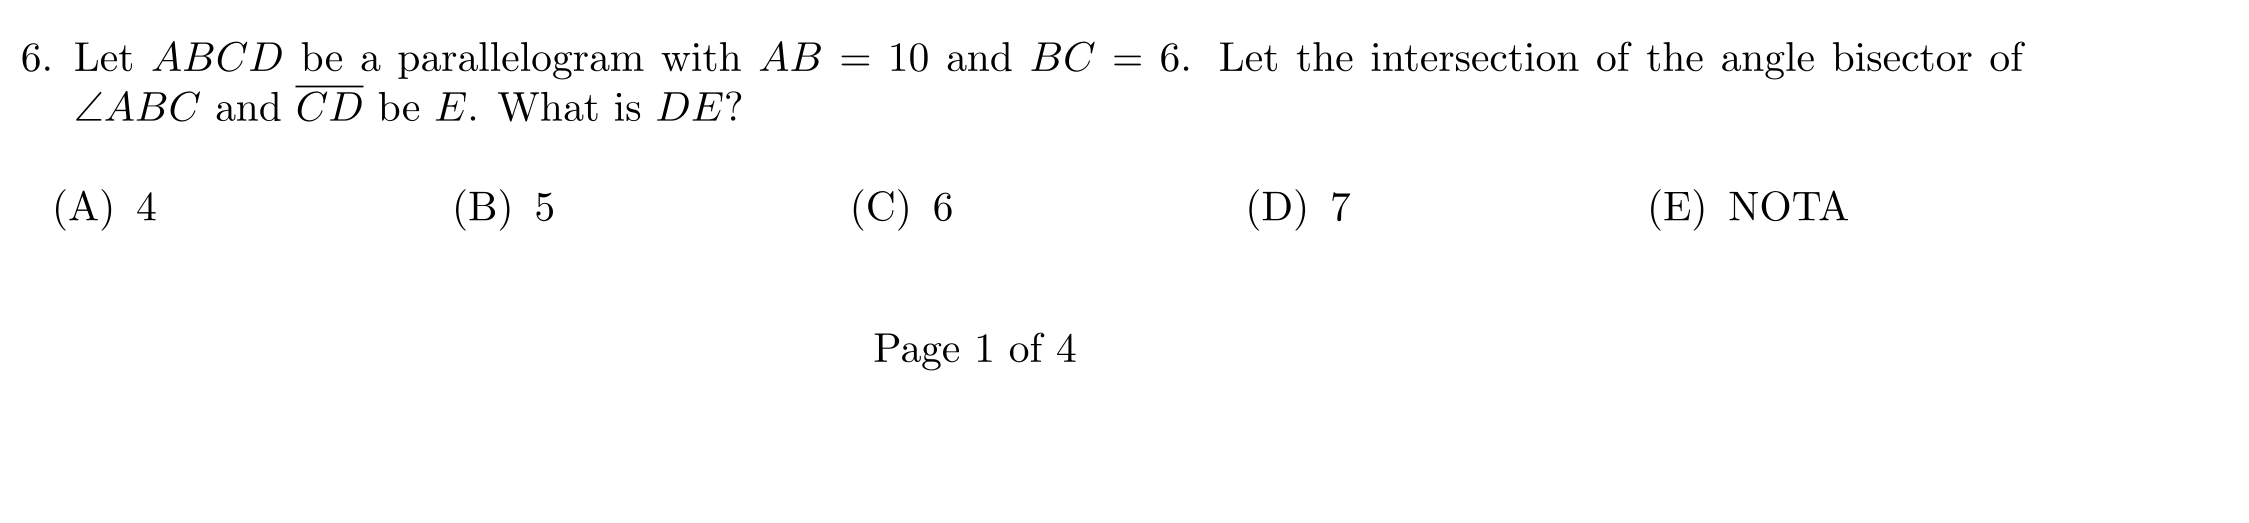 6. Let ABCD be a parallelogram with AB = 10 and BC = 6. Let the intersection of the angle bisector of
∠ABC and \overline{CD} be E. What is DE?
(A) 4 (B) 5 (C) 6 (D) 7 (E) NOTA
Page 1 of 4